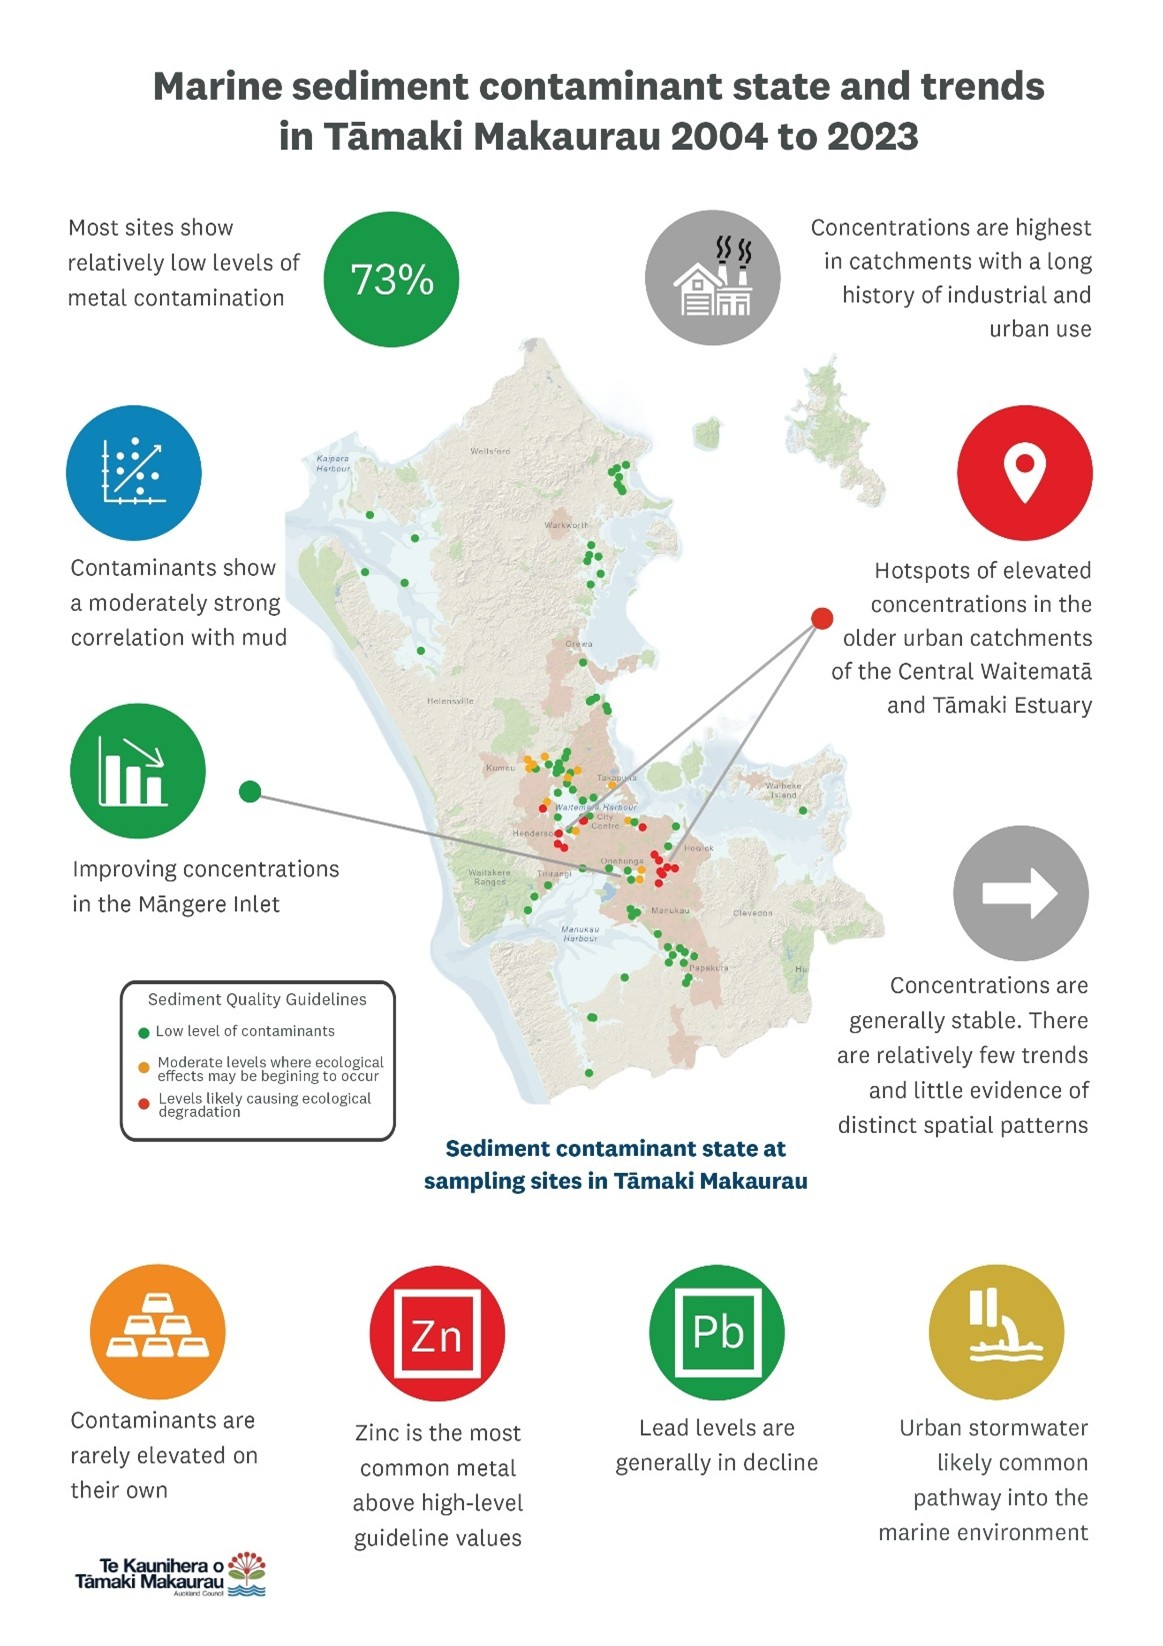 Marine sediment contaminant state and trends
in Tāmaki Makaurau 2004 to 2023
Most sites show
relatively low levels of
metal contamination
73%
Concentrations are highest
in catchments with a long
history of industrial and
urban use
Contaminants show
a moderately strong
correlation with mud
Hotspots of elevated
concentrations in the
older urban catchments
of the Central Waitematā
and Tāmaki Estuary
Improving concentrations
in the Māngere Inlet
Kaipara
Harbour
Wellsford
Warkworth
Orewa
Helensville
Kumeu
Takapuna
Waiheke
Island
Waitemata Harbour
City
Centre
Henderson
Howick
Onehunga
Waitakere
Ranges
Titirangi
Manukau
Clevedon
Manukau
Harbour
Papakura
Hu
Sediment Quality Guidelines
Low level of contaminants
Moderate levels where ecological
effects may be begining to occur
Levels likely causing ecological
degradation
Concentrations are
generally stable. There
are relatively few trends
and little evidence of
distinct spatial patterns
Sediment contaminant state at
sampling sites in Tāmaki Makaurau
Contaminants are
rarely elevated on
their own
Zn
Zinc is the most
common metal
above high-level
guideline values
Pb
Lead levels are
generally in decline
Urban stormwater
likely common
pathway into the
marine environment
Te Kaunihera o
Tāmaki Makaurau
Auckland Council